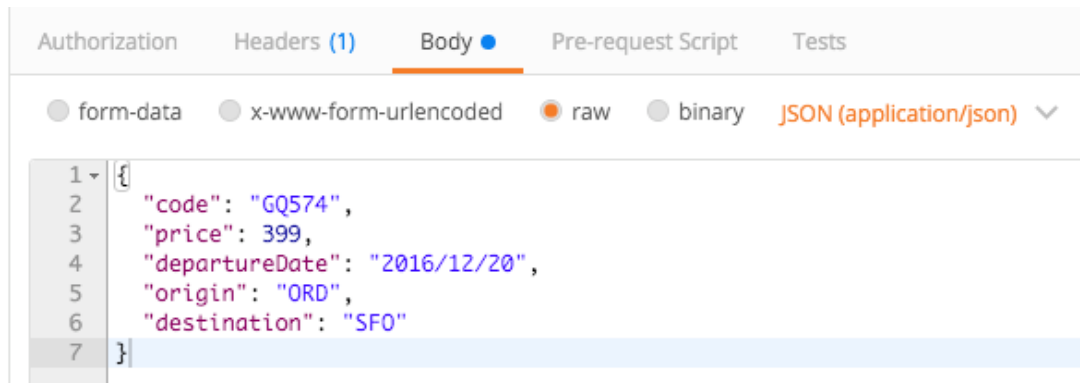 Authorization Headers (1) Body Pre-request Script Tests
form-data x-www-form-urlencoded raw binary JSON (application/json)
1 {
2 "code": "GQ574",
3 "price": 399,
4 "departureDate": "2016/12/20",
5 "origin": "ORD",
6 "destination": "SFO"
7 }